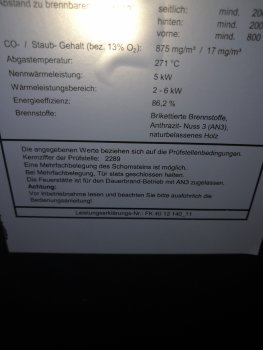 Abstand zu brennbaren
seitlich: mind. 200
hinten: mind. 200
vorne: mind. 800
CO- / Staub- Gehalt (bez. 13% O₂): 875 mg/m³ / 17 mg/m³
Abgastemperatur: 271 °C
Nennwärmeleistung: 5 kW
Wärmeleistungsbereich: 2 - 6 kW
Energieeffizienz: 86,2 %
Brennstoffe: Brikettierte Brennstoffe,
Anthrazit- Nuss 3 (AN3),
naturbelassenes Holz
Die angegebenen Werte beziehen sich auf die Prüfstellenbedingungen.
Kennziffer der Prüfstelle: 2289
Eine Mehrfachbelegung des Schornsteins ist möglich.
Bei Mehrfachbelegung, Tür stets geschlossen halten.
Die Feuerstätte ist für den Dauerbrand-Betrieb mit AN3 zugelassen.
Achtung:
Vor Inbetriebnahme lesen und beachten Sie bitte ausführlich die
Bedienungsanleitung!
Leistungserklärungs-Nr.: FK 40 12 140_11